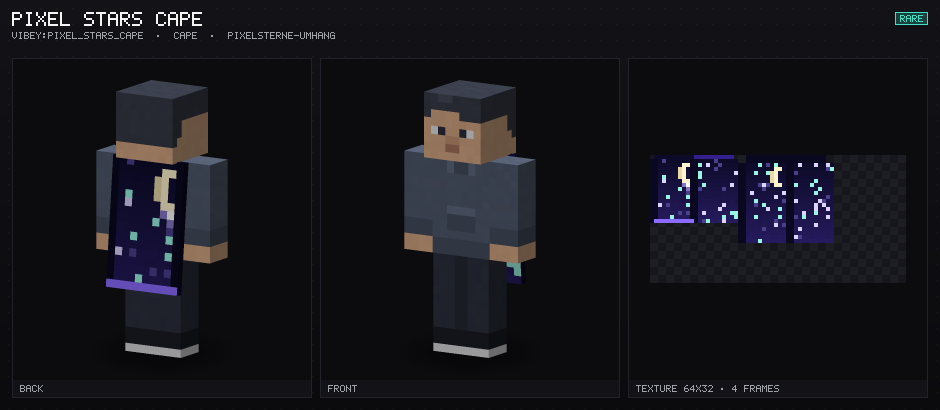 PIXEL STARS CAPE
RARE
VIBEY:PIXEL_STARS_CAPE • CAPE • PIXELSTERNE-UMHANG
BACK
FRONT
TEXTURE 64X32 • 4 FRAMES